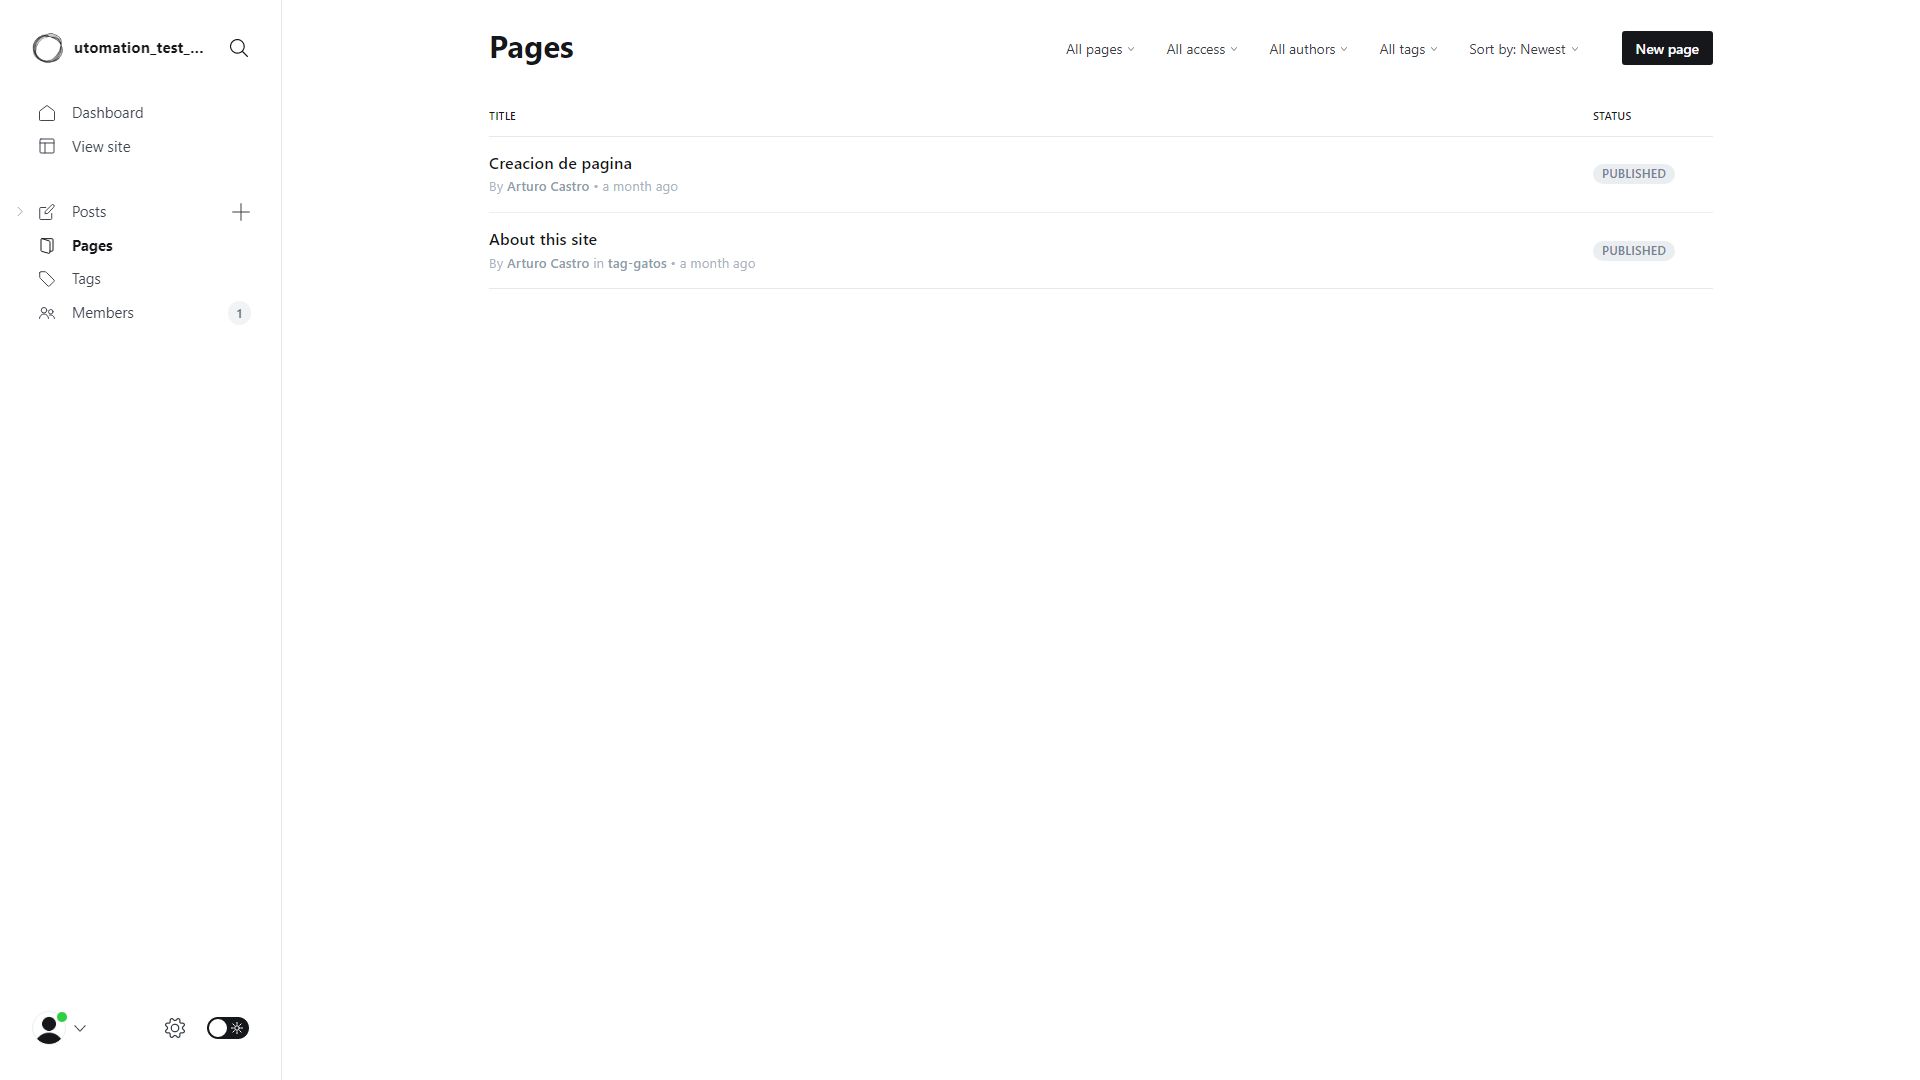 utomation_test_...
Dashboard
View site
Posts
Pages
Tags
Members
1
Pages
All pages
All access
All authors
All tags
Sort by: Newest
New page
TITLE
STATUS
Creacion de pagina
By Arturo Castro • a month ago
PUBLISHED
About this site
By Arturo Castro in tag-gatos • a month ago
PUBLISHED